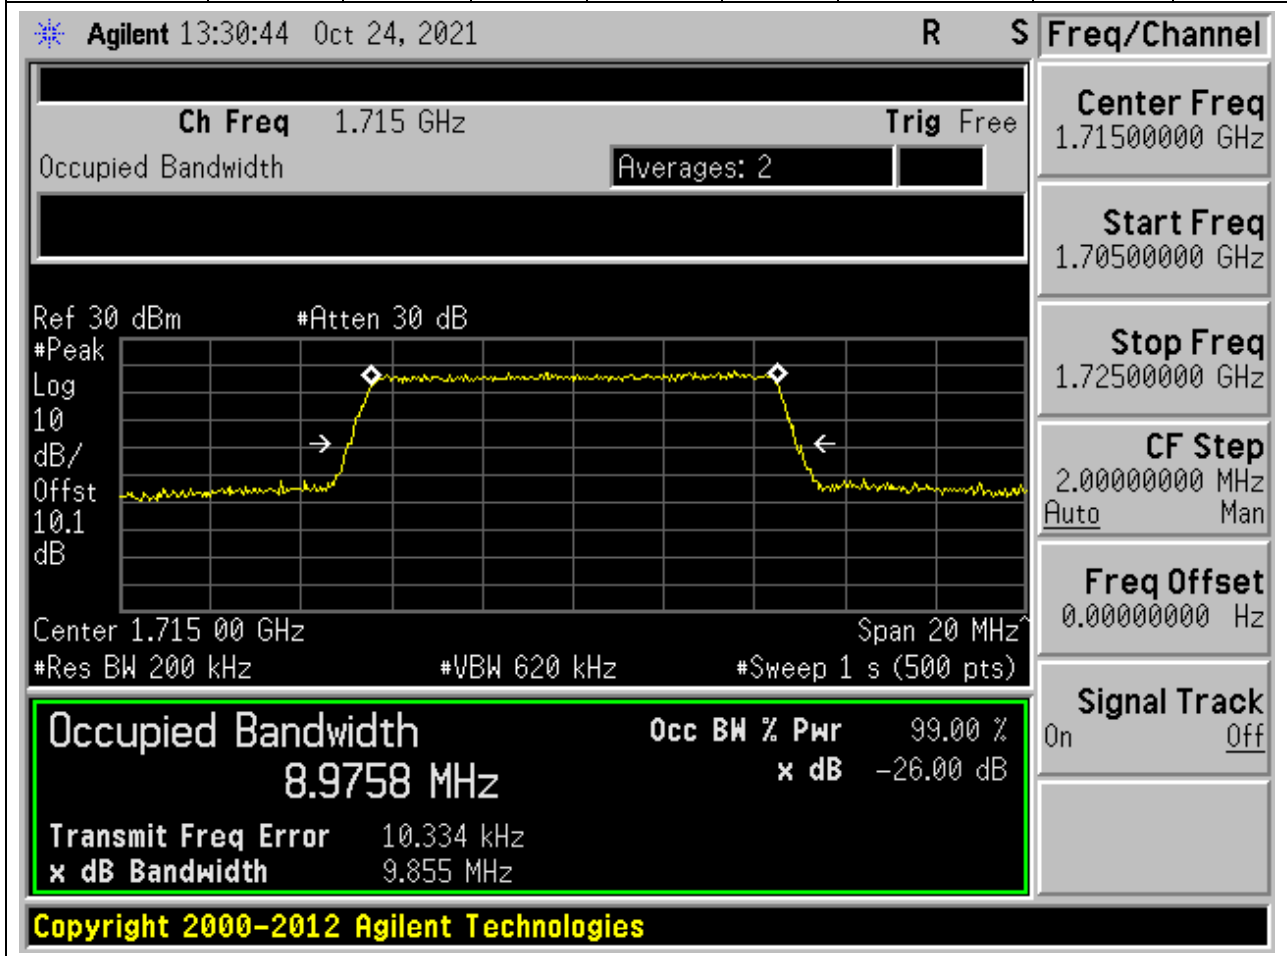 Agilent 13:30:44 Oct 24, 2021 R S
Freq/Channel
Ch Freq 1.715 GHz Trig Free
Occupied Bandwidth Averages: 2
Center Freq
1.71500000 GHz
Start Freq
1.70500000 GHz
Stop Freq
1.72500000 GHz
CF Step
2.00000000 MHz
Auto Man
Freq Offset
0.00000000 Hz
Signal Track
On Off
Ref 30 dBm #Atten 30 dB
#Peak
Log
10
dB/
Offst
10.1
dB
Center 1.715 00 GHz Span 20 MHz^
#Res BW 200 kHz #VBW 620 kHz #Sweep 1 s (500 pts)
Occupied Bandwidth Occ BW % Pwr 99.00 %
8.9758 MHz x dB -26.00 dB
Transmit Freq Error 10.334 kHz
x dB Bandwidth 9.855 MHz
Copyright 2000-2012 Agilent Technologies